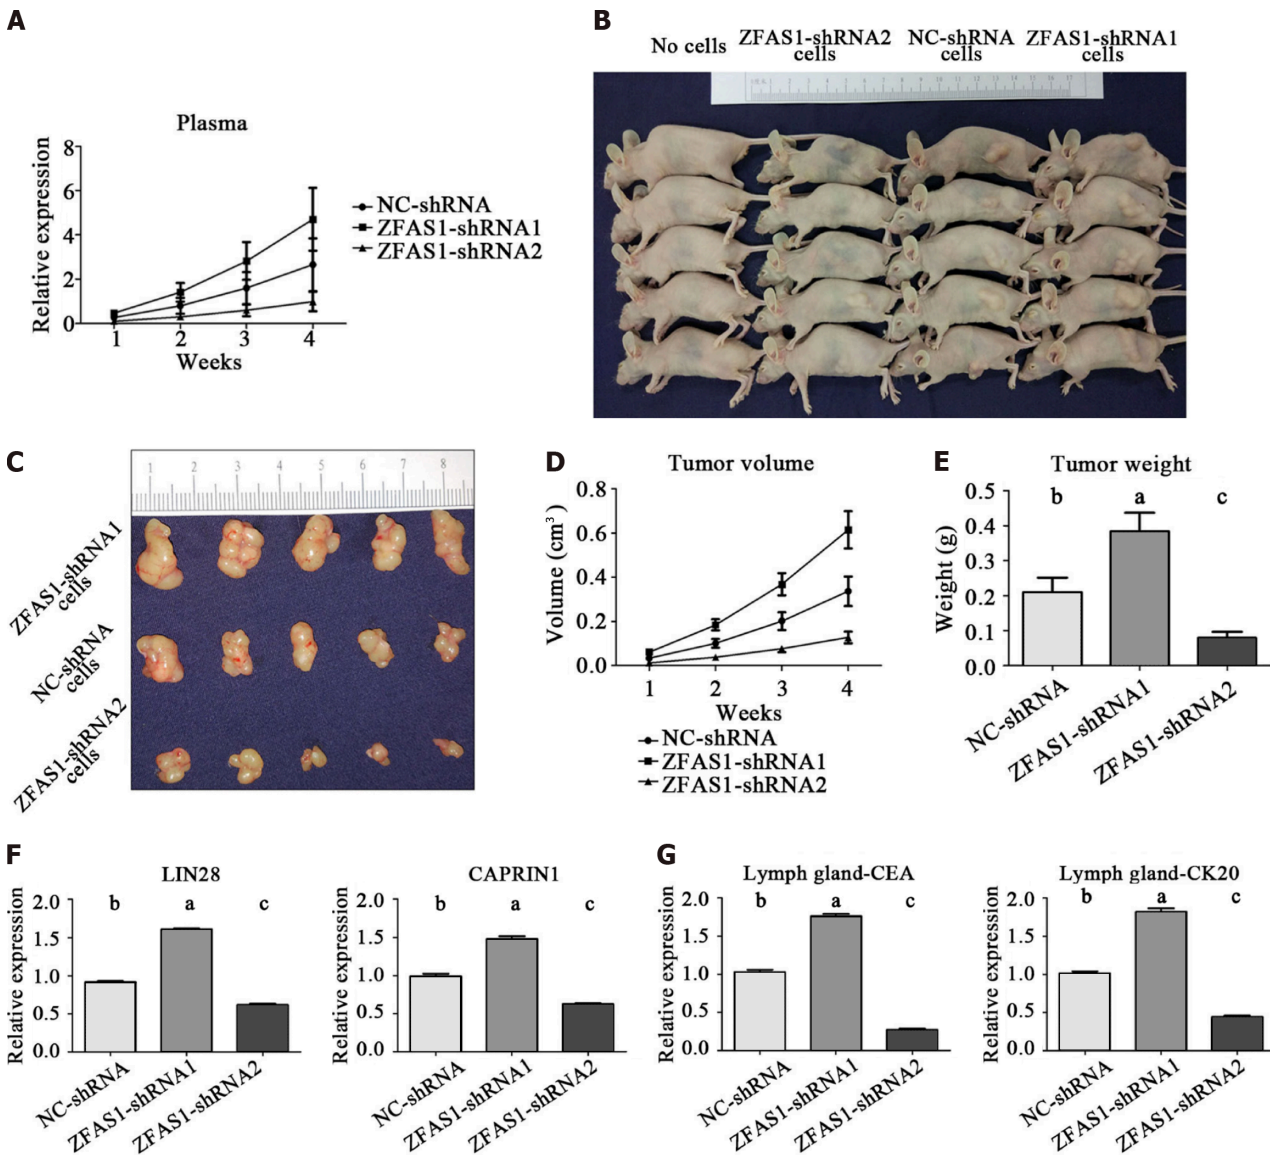 A
Plasma
Relative expression
8
6
4
2
0
1 2 3 4
Weeks
NC-shRNA
ZFAS1-shRNA1
ZFAS1-shRNA2
B
No cells
ZFAS1-shRNA2
cells
NC-shRNA
cells
ZFAS1-shRNA1
cells
C
1 2 3 4 5 6 7 8
ZFAS1-shRNA1
cells
NC-shRNA
cells
ZFAS1-shRNA2
cells
D
Tumor volume
Volume (cm³)
0.8
0.6
0.4
0.2
0.0
1 2 3 4
Weeks
NC-shRNA
ZFAS1-shRNA1
ZFAS1-shRNA2
E
Tumor weight
Weight (g)
0.5
0.4
0.3
0.2
0.1
0.0
b a c
NC-shRNA
ZFAS1-shRNA1
ZFAS1-shRNA2
F
LIN28
Relative expression
2.0
1.5
1.0
0.5
0.0
b a c
NC-shRNA
ZFAS1-shRNA1
ZFAS1-shRNA2
CAPRIN1
Relative expression
2.0
1.5
1.0
0.5
0.0
b a c
NC-shRNA
ZFAS1-shRNA1
ZFAS1-shRNA2
G
Lymph gland-CEA
Relative expression
2.0
1.5
1.0
0.5
0.0
b a c
NC-shRNA
ZFAS1-shRNA1
ZFAS1-shRNA2
Lymph gland-CK20
Relative expression
2.0
1.5
1.0
0.5
0.0
b a c
NC-shRNA
ZFAS1-shRNA1
ZFAS1-shRNA2